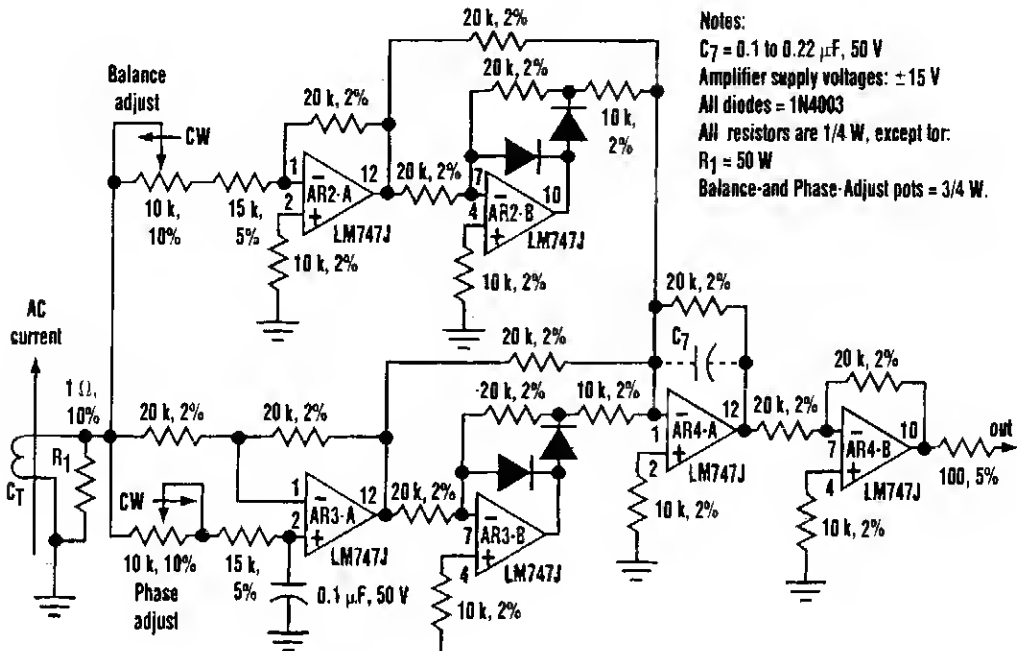 Notes:
C7 = 0.1 to 0.22 μF, 50 V
Amplifier supply voltages: ±15 V
All diodes = 1N4003
All resistors are 1/4 W, except for:
R1 = 50 W
Balance-and Phase-Adjust pots = 3/4 W.
20 k, 2%
Balance
adjust
CW
20 k, 2%
20 k, 2%
10 k,
2%
10 k,
10%
15 k,
5%
1
2
12
AR2-A
LM747J
20 k, 2%
7
4
10
AR2-B
LM747J
10 k, 2%
10 k, 2%
AC
current
1 Ω,
10%
R1
CT
20 k, 2%
20 k, 2%
20 k, 2%
-20 k, 2%
10 k, 2%
20 k, 2%
C7
CW
10 k, 10%
Phase
adjust
15 k,
5%
0.1 μF, 50 V
1
2
12
AR3-A
LM747J
20 k, 2%
7
4
AR3-B
LM747J
10 k, 2%
1
2
12
AR4-A
LM747J
10 k, 2%
20 k, 2%
20 k, 2%
7
4
10
AR4-B
LM747J
10 k, 2%
100, 5%
out